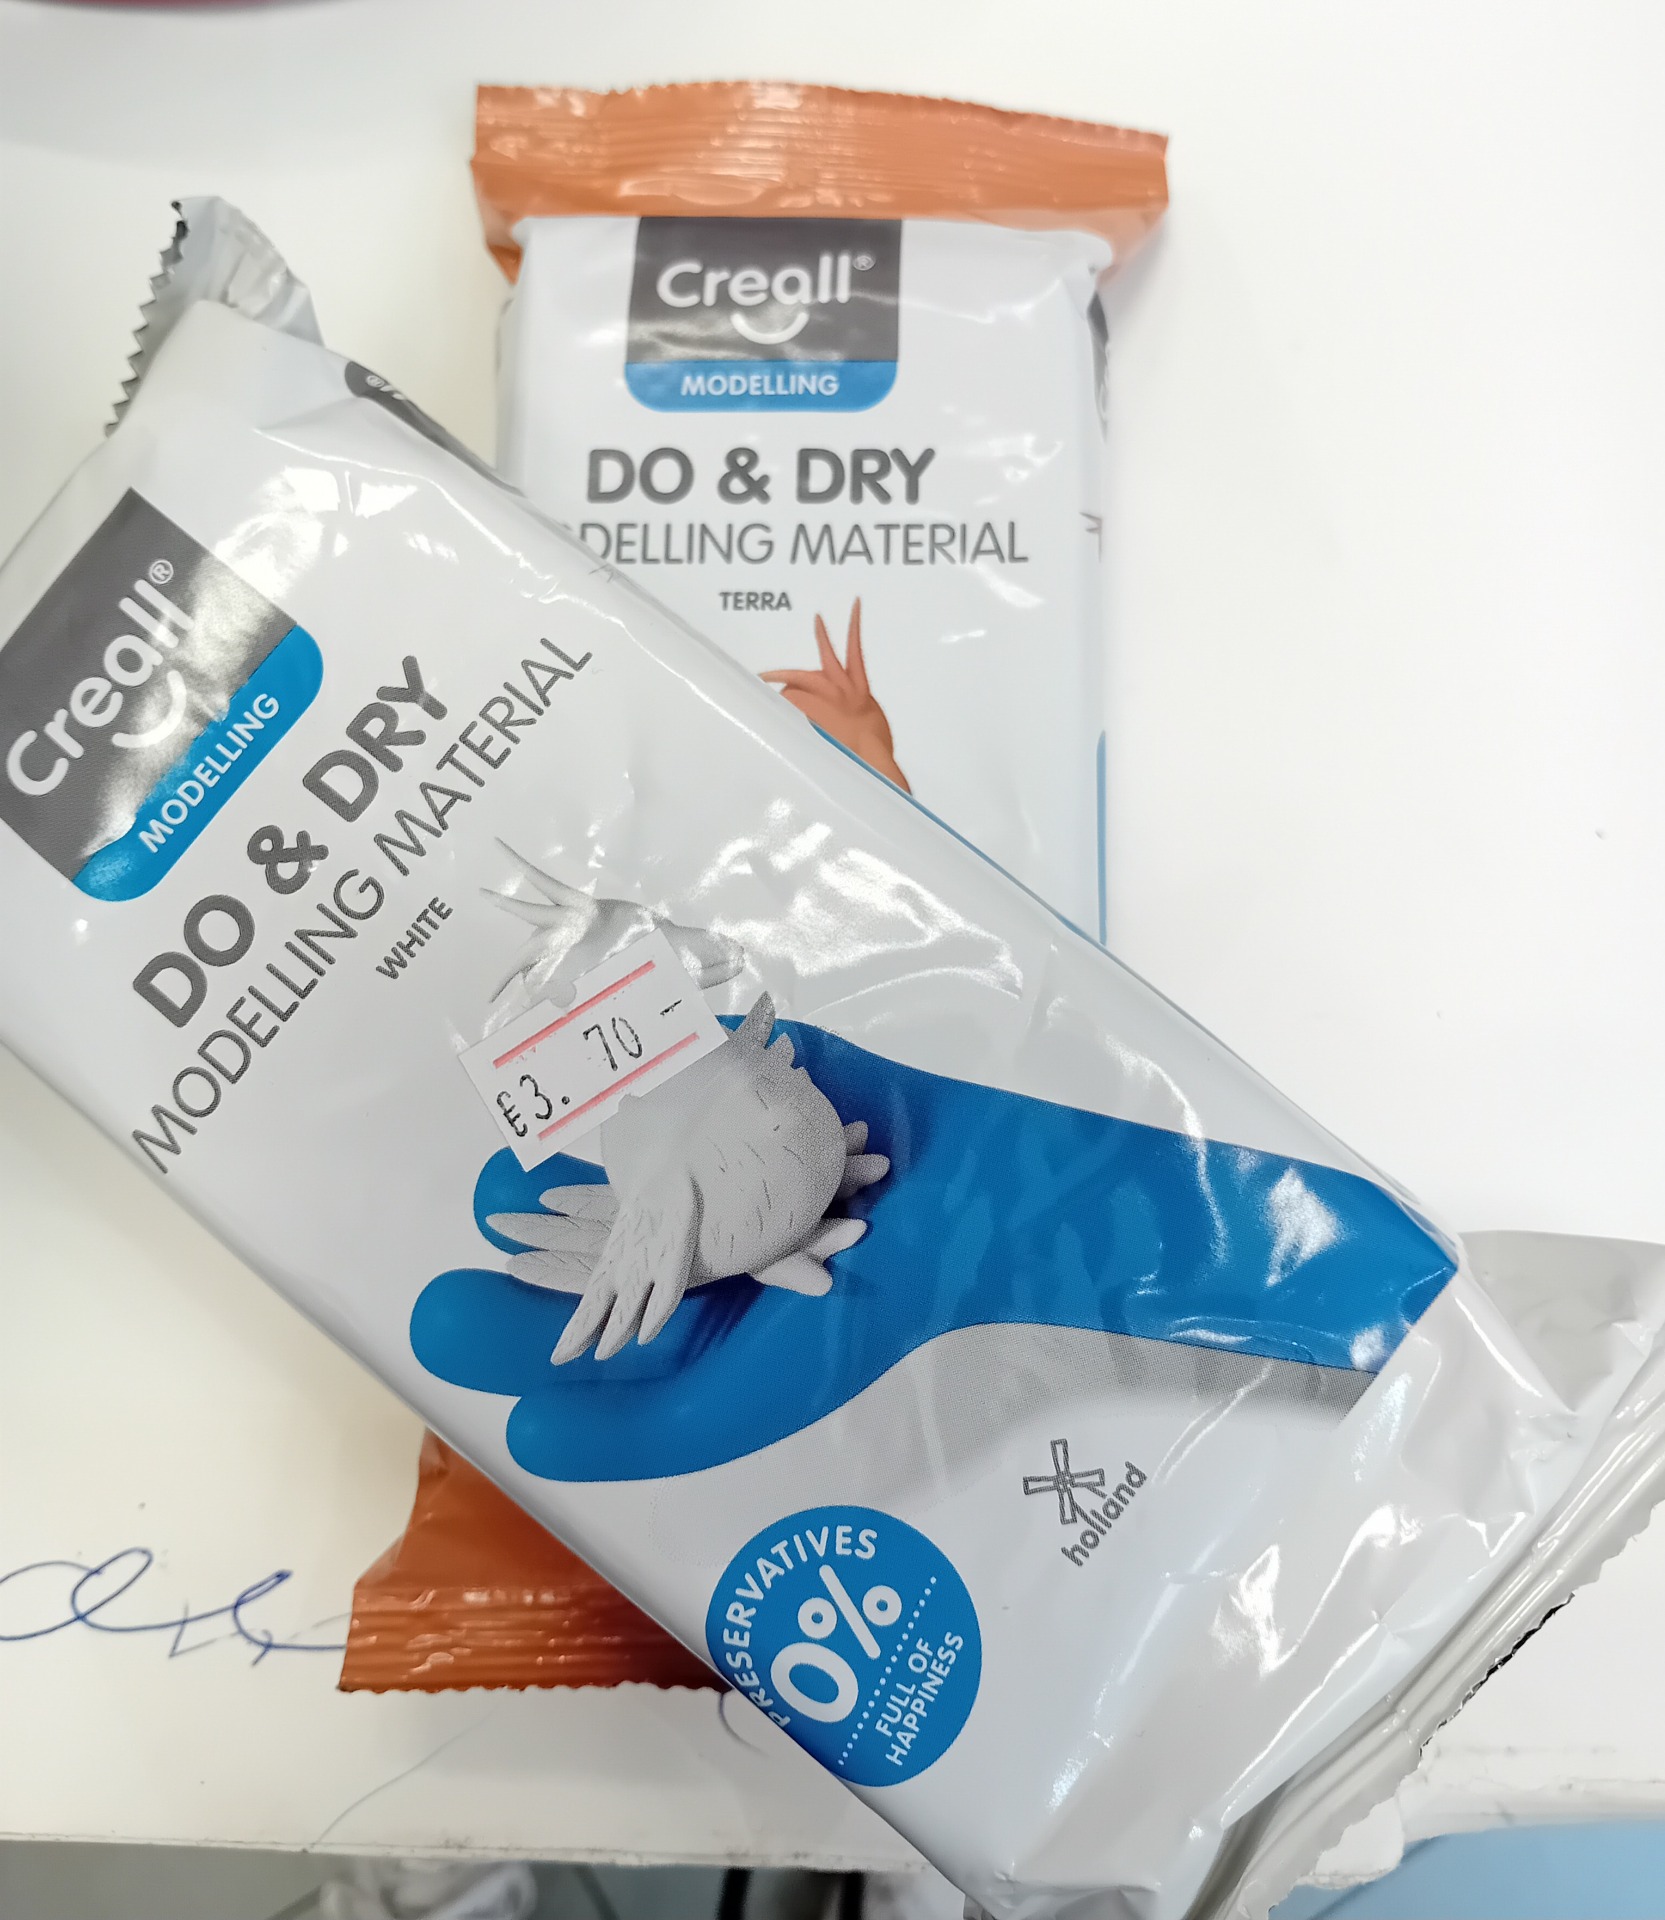 Creall®
MODELLING
DO & DRY
DELLING MATERIAL
TERRA
Creall®
MODELLING
DO & DRY
MODELLING MATERIAL
WHITE
£3. 70 -
holland
PRESERVATIVES
0%
FULL OF
HAPPINESS